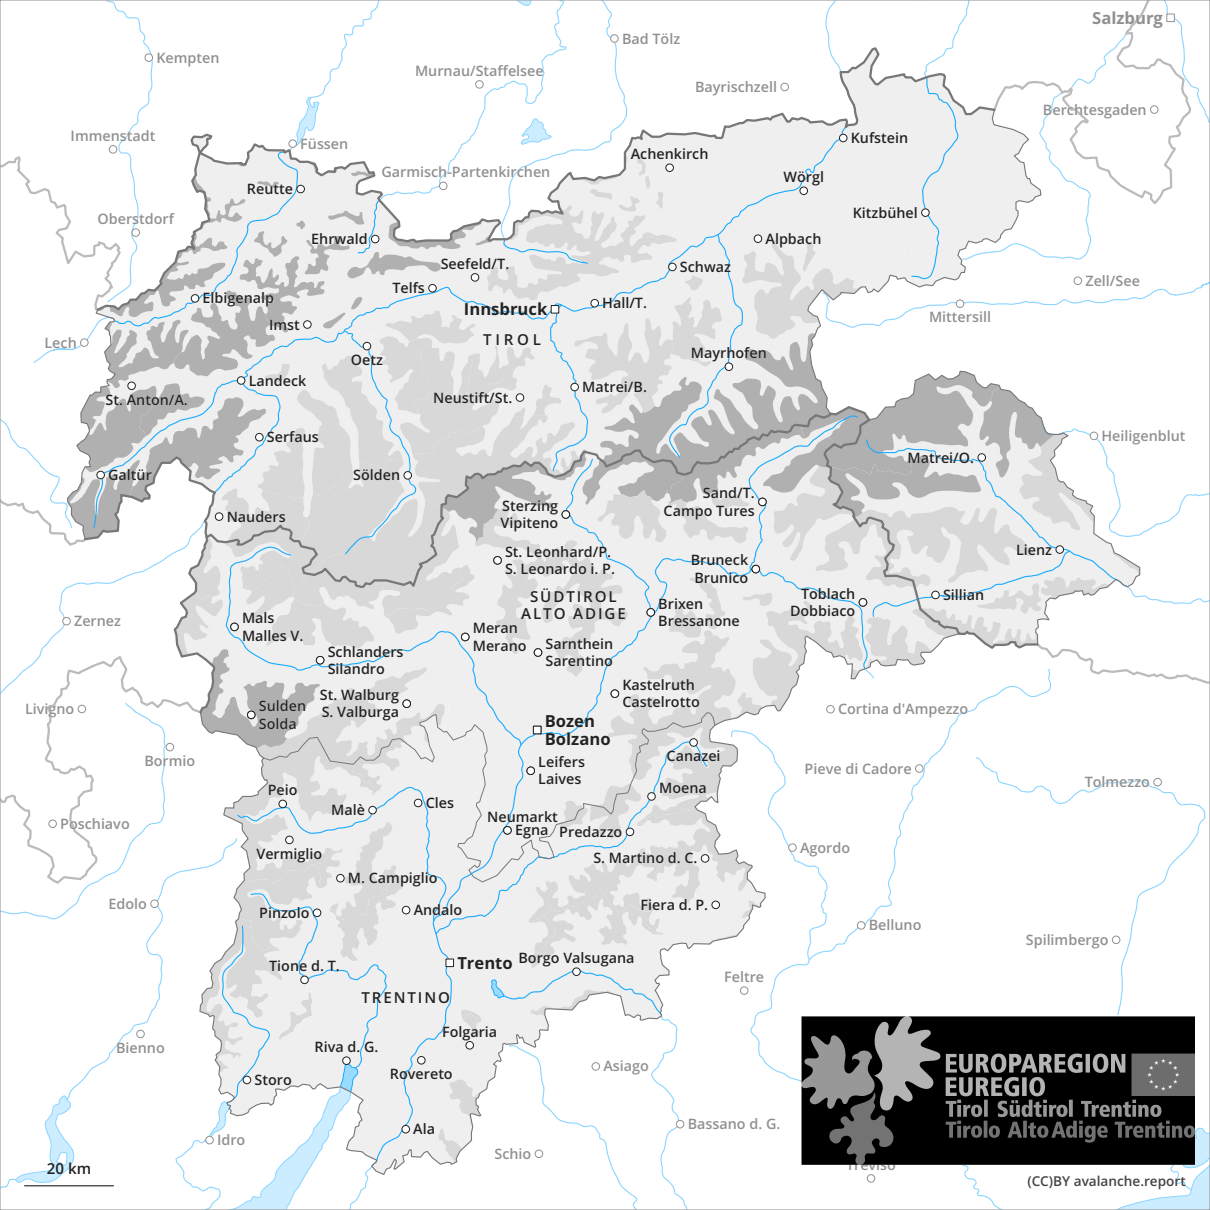 Salzburg
Bad Tölz
Kempten
Murnau/Staffelsee
Bayrischzell
Berchtesgaden
Immenstadt
Füssen
Kufstein
Achenkirch
Garmisch-Partenkirchen
Wörgl
Reutte
Oberstdorf
Kitzbühel
Ehrwald
Alpbach
Seefeld/T.
Schwaz
Zell/See
Telfs
Elbigenalp
Hall/T.
Innsbruck
Mittersill
Imst
TIROL
Lech
Mayrhofen
Oetz
Landeck
Matrei/B.
St. Anton/A.
Neustift/St.
Serfaus
Heiligenblut
Matrei/O.
Galtür
Sölden
Sand/T.
Campo Tures
Sterzing
Vipiteno
Nauders
Lienz
St. Leonhard/P.
S. Leonardo i. P.
Bruneck
Brunico
SÜDTIROL
ALTO ADIGE
Toblach
Dobbiaco
Sillian
Brixen
Bressanone
Zernez
Mals
Malles V.
Meran
Merano
Sarnthein
Sarentino
Schlanders
Silandro
Kastelruth
Castelrotto
St. Walburg
S. Valburga
Livigno
Sulden
Solda
Cortina d'Ampezzo
Bozen
Bolzano
Bormio
Canazei
Leifers
Laives
Pieve di Cadore
Tolmezzo
Peio
Moena
Malè
Cles
Neumarkt
Egna
Predazzo
Poschiavo
Vermiglio
Agordo
S. Martino d. C.
M. Campiglio
Edolo
Pinzolo
Andalo
Fiera d. P.
Belluno
Spilimbergo
Borgo Valsugana
Trento
Tione d. T.
Feltre
TRENTINO
Folgaria
Bienno
Riva d. G.
Rovereto
Asiago
Storo
EUROPAREGION
EUREGIO
Tirol Südtirol Trentino
Tirolo Alto Adige Trentino
Bassano d. G.
Ala
Idro
Schio
Treviso
20 km
(CC)BY avalanche.report